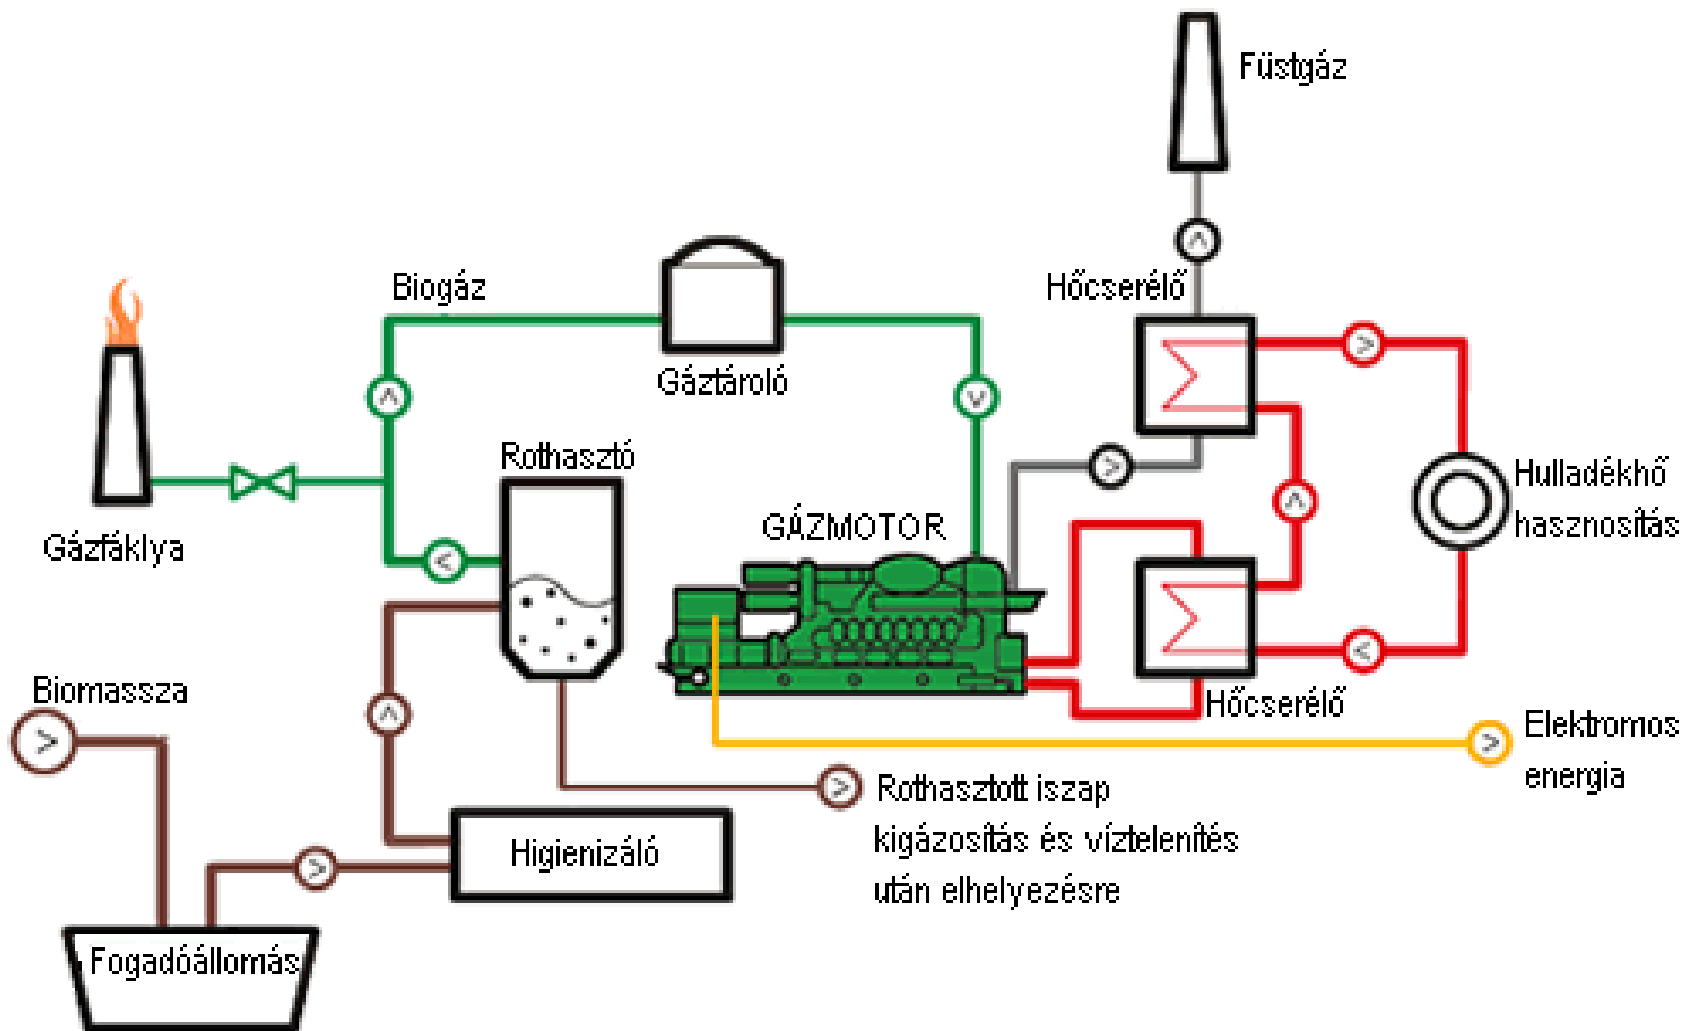 Füstgáz
Biogáz
Hőcserélő
Gáztároló
Rothasztó
Hulladékhő
hasznosítás
Gázfáklya
GÁZMOTOR
Biomassza
Hőcserélő
Elektromos
energia
Rothasztott iszap
kigázosítás és víztelenítés
után elhelyezésre
Higienizáló
Fogadóállomás